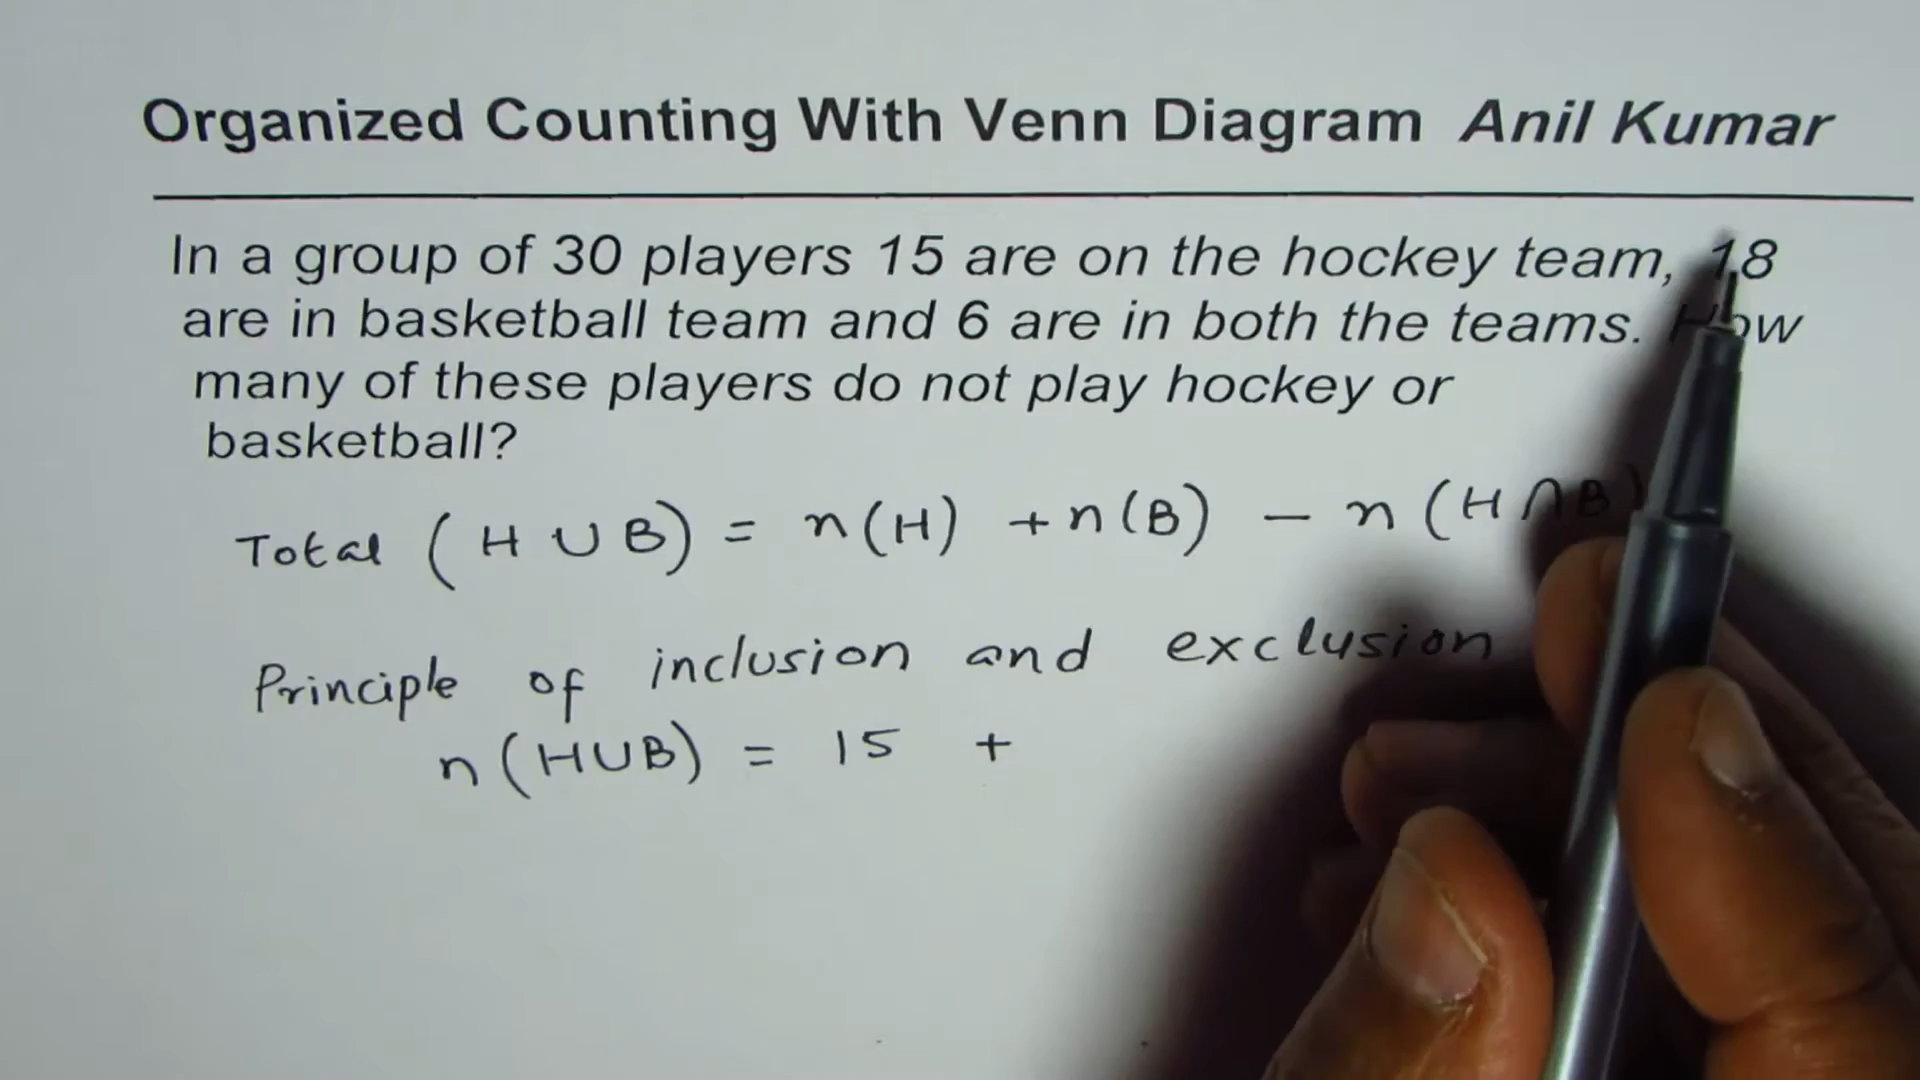 Organized Counting With Venn Diagram Anil Kumar
In a group of 30 players 15 are on the hockey team, 18
are in basketball team and 6 are in both the teams. How
many of these players do not play hockey or
basketball?
Total (H ∪ B) = n(H) + n(B) − n(H ∩ B)
Principle of inclusion and exclusion
n(H∪B) = 15 +